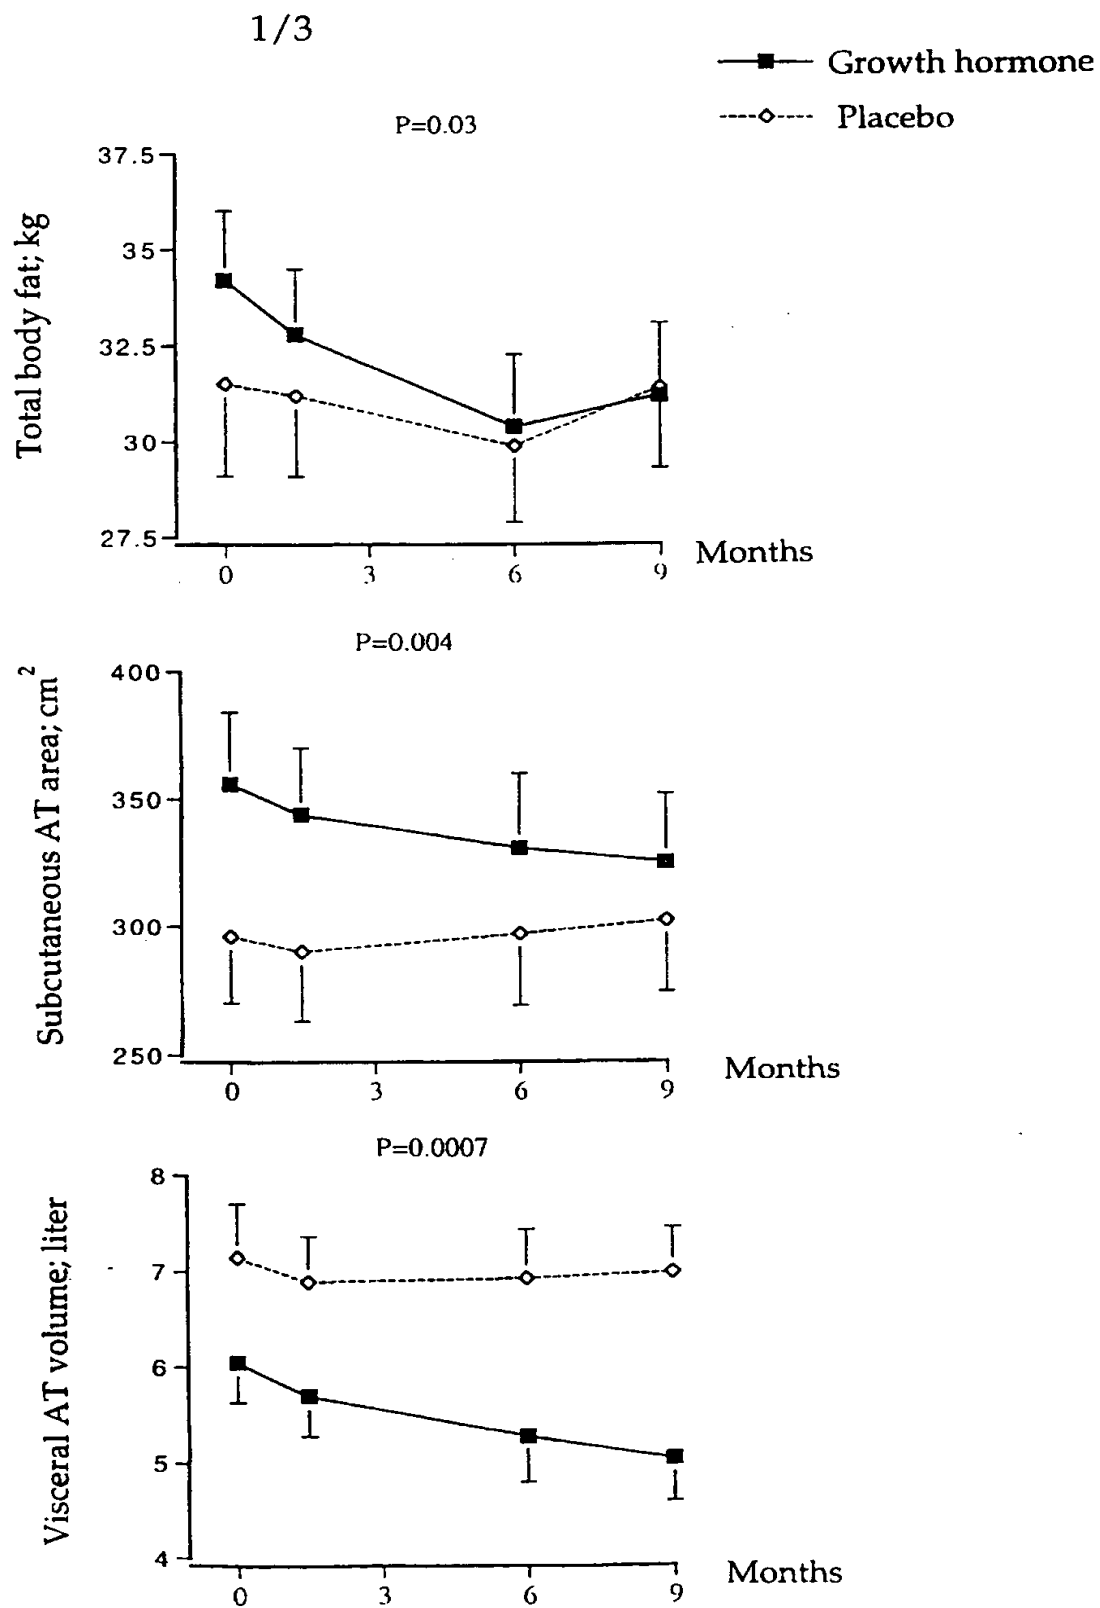 1/3
Growth hormone
Placebo
P=0.03
Total body fat; kg
37.5
35
32.5
30
27.5
0 3 6 9
Months
P=0.004
Subcutaneous AT area; cm²
400
350
300
250
0 3 6 9
Months
P=0.0007
Visceral AT volume; liter
8
7
6
5
4
0 3 6 9
Months